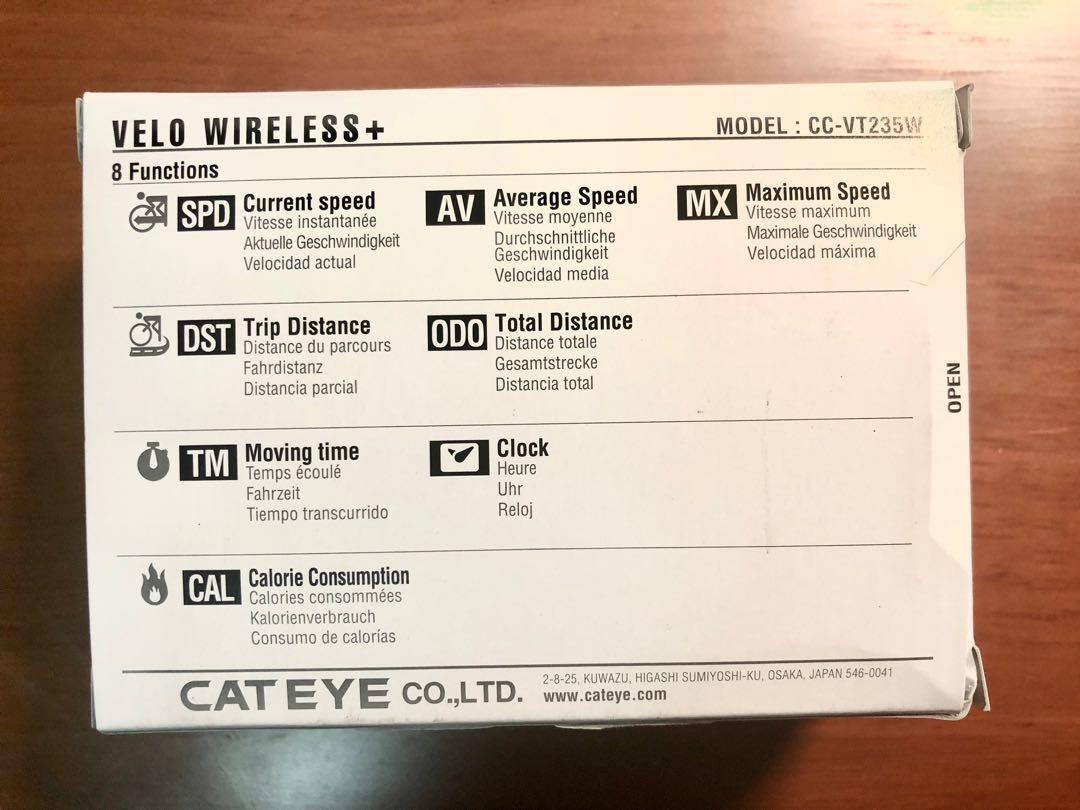 VELO WIRELESS+
MODEL : CC-VT235W
8 Functions
SPD
Current speed
Vitesse instantanée
Aktuelle Geschwindigkeit
Velocidad actual
AV
Average Speed
Vitesse moyenne
Durchschnittliche
Geschwindigkeit
Velocidad media
MX
Maximum Speed
Vitesse maximum
Maximale Geschwindigkeit
Velocidad máxima
DST
Trip Distance
Distance du parcours
Fahrdistanz
Distancia parcial
ODO
Total Distance
Distance totale
Gesamtstrecke
Distancia total
OPEN
TM
Moving time
Temps écoulé
Fahrzeit
Tiempo transcurrido
Clock
Heure
Uhr
Reloj
CAL
Calorie Consumption
Calories consommées
Kalorienverbrauch
Consumo de calorías
CATEYE CO.,LTD.
2-8-25, KUWAZU, HIGASHI SUMIYOSHI-KU, OSAKA, JAPAN 546-0041
www.cateye.com